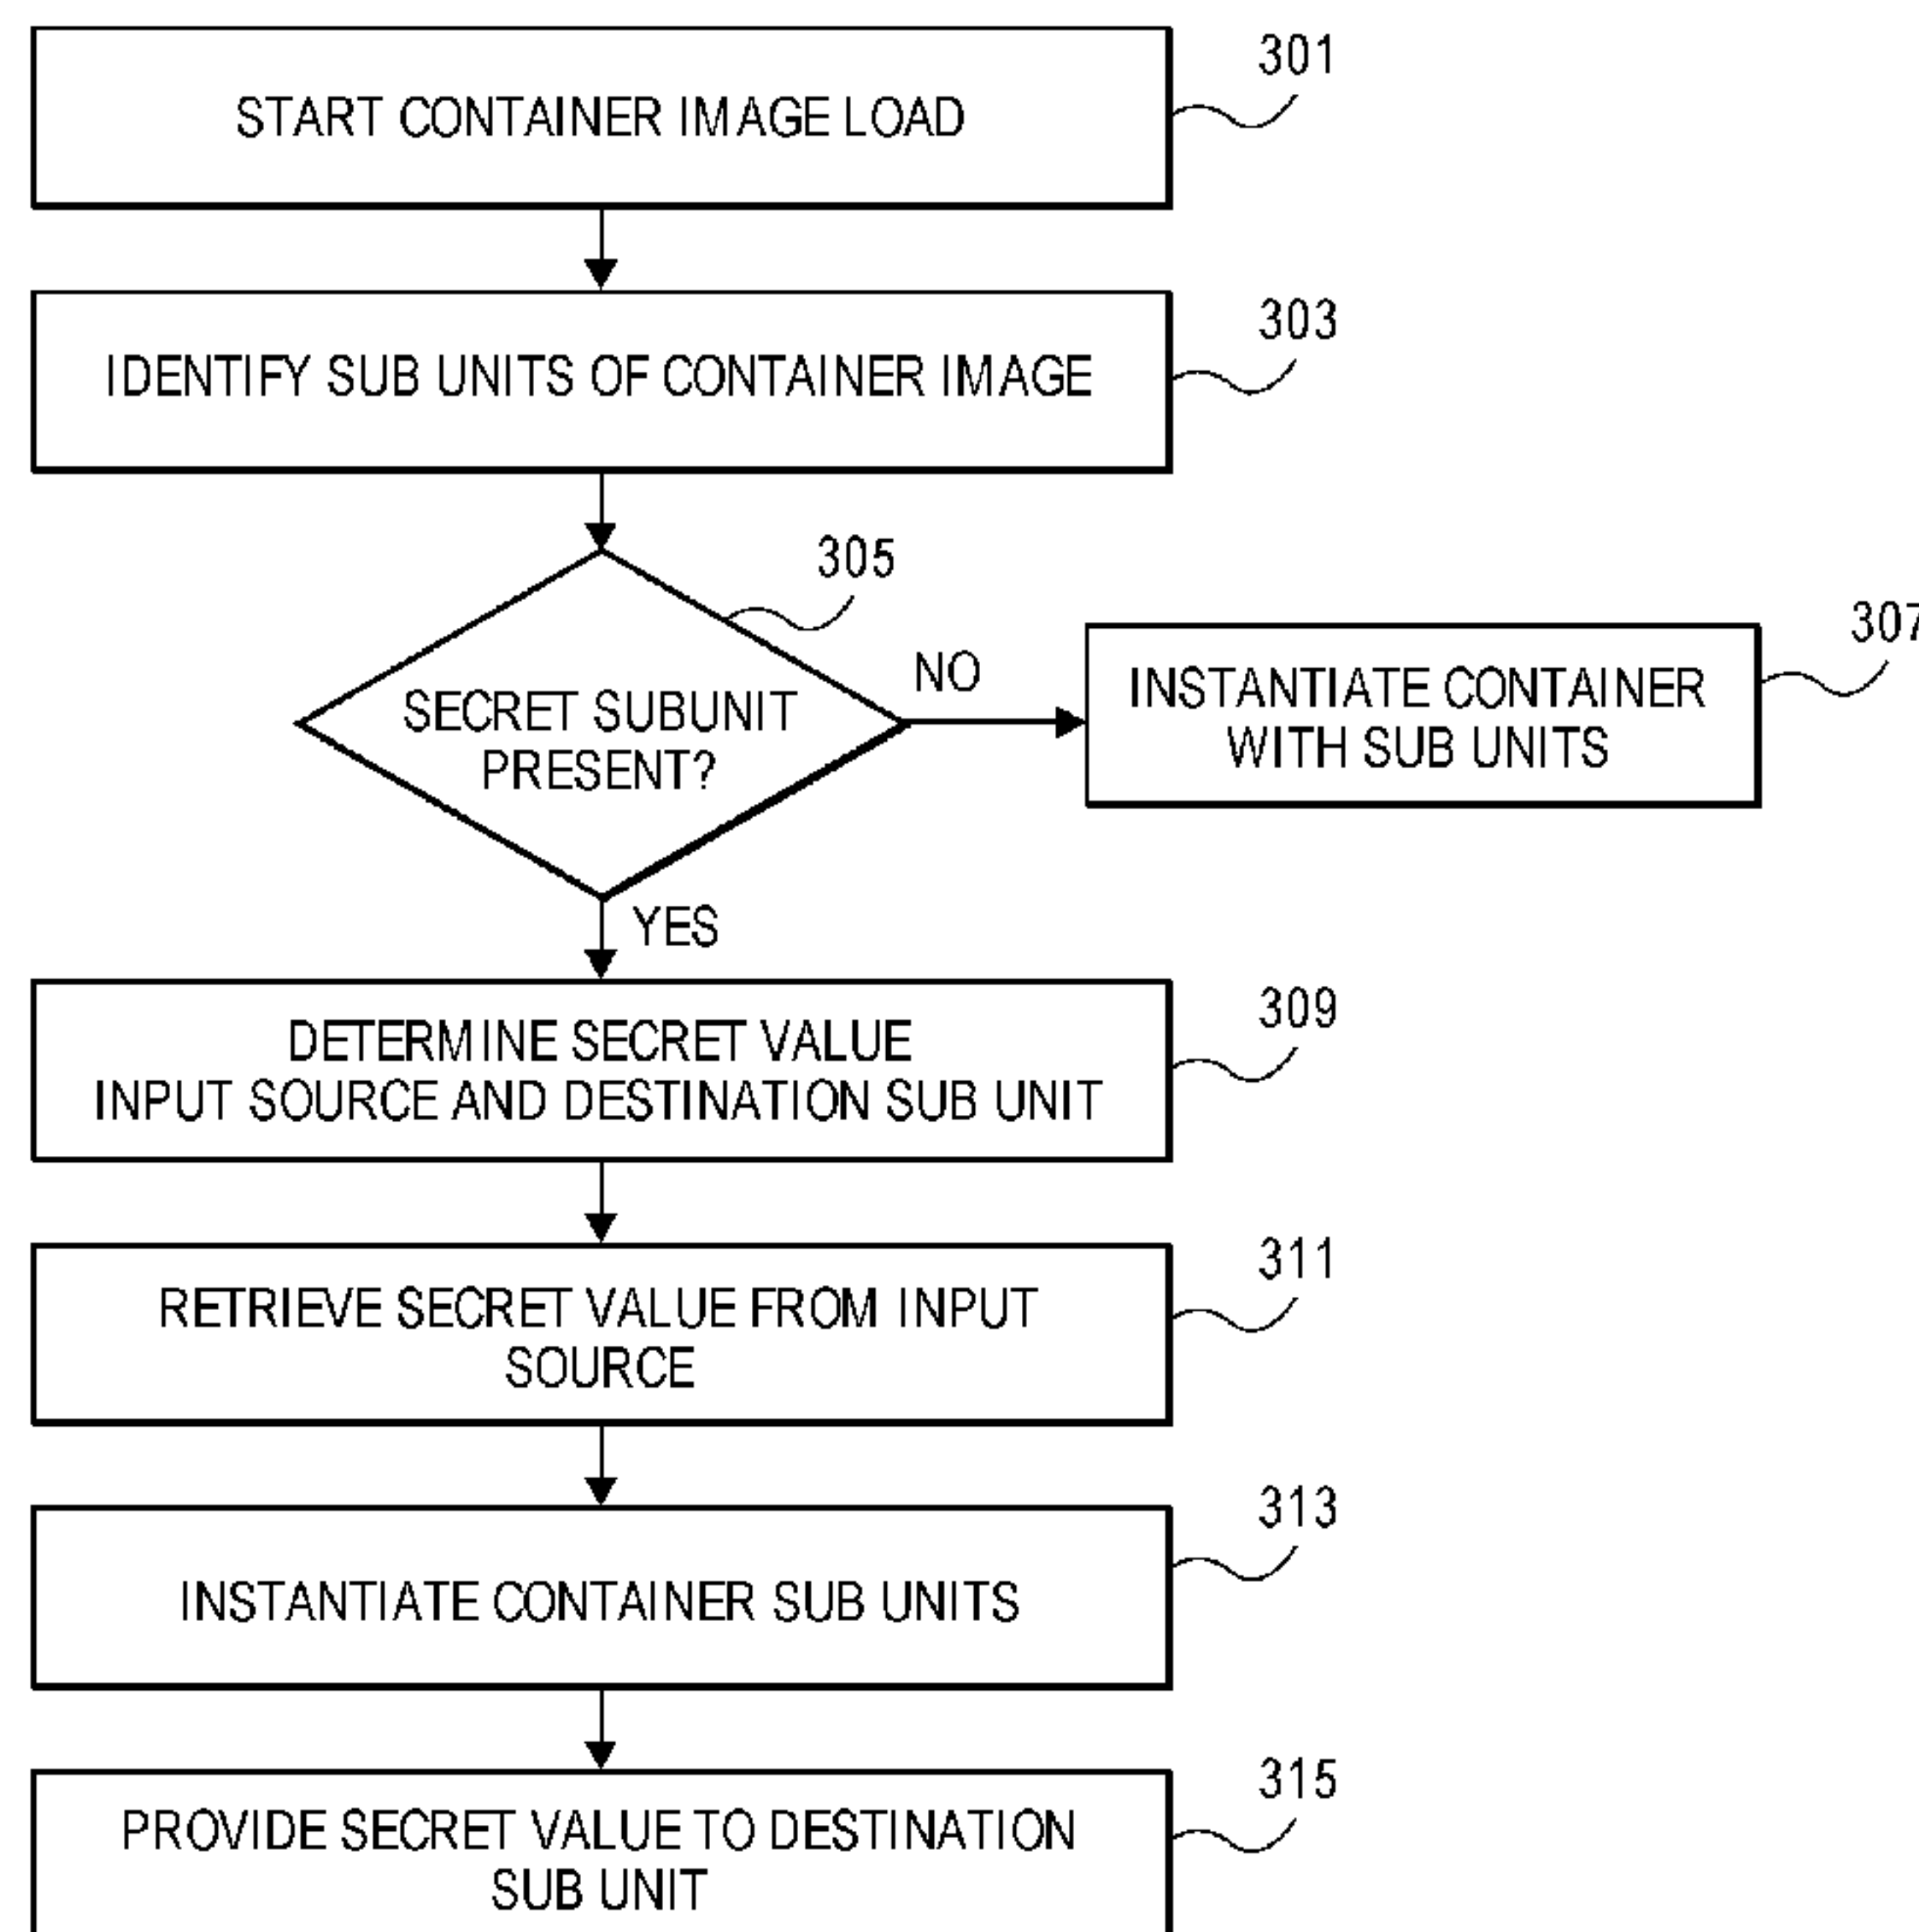 START CONTAINER IMAGE LOAD
301
IDENTIFY SUB UNITS OF CONTAINER IMAGE
303
305
SECRET SUBUNIT
PRESENT?
NO
307
INSTANTIATE CONTAINER
WITH SUB UNITS
YES
DETERMINE SECRET VALUE
INPUT SOURCE AND DESTINATION SUB UNIT
309
RETRIEVE SECRET VALUE FROM INPUT
SOURCE
311
INSTANTIATE CONTAINER SUB UNITS
313
PROVIDE SECRET VALUE TO DESTINATION
SUB UNIT
315